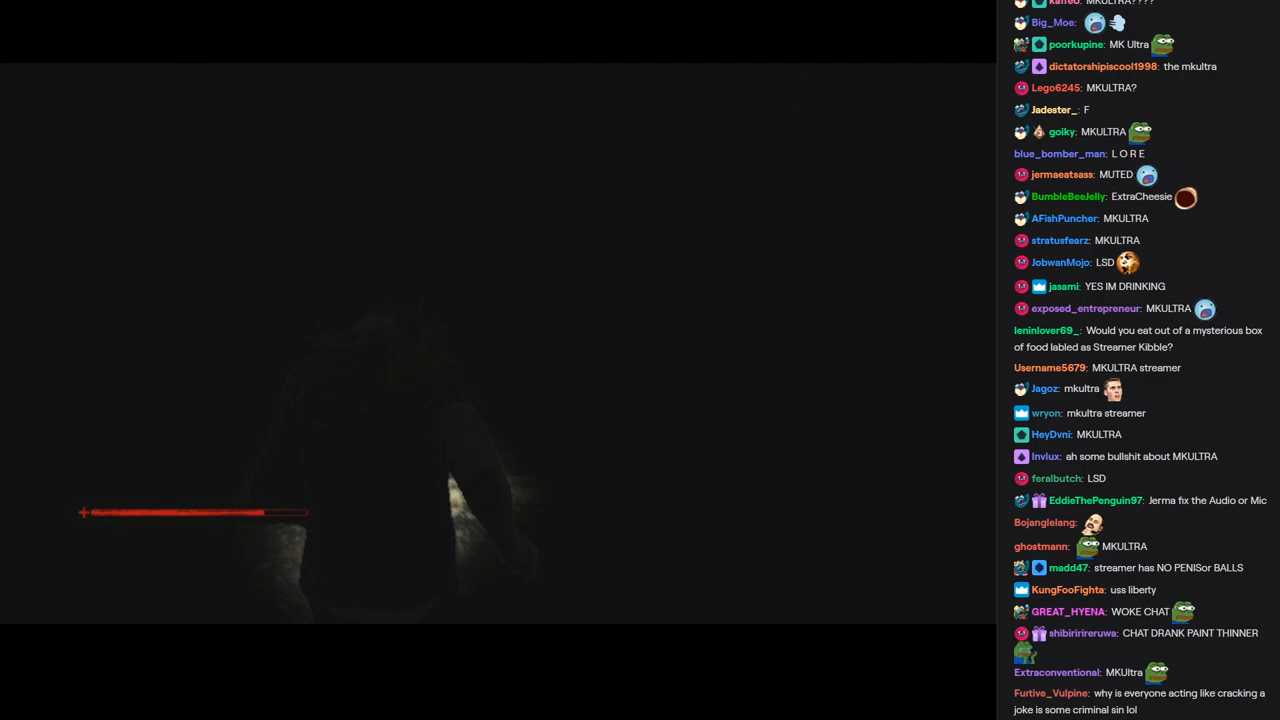 kaffe0: MKULTRA????
Big_Moe:
poorkupine: MK Ultra
dictatorshipiscool1998: the mkultra
Lego6245: MKULTRA?
Jadester_: F
goiky: MKULTRA
blue_bomber_man: L O R E
jermaeatsass: MUTED
BumbleBeeJelly: ExtraCheesie
AFishPuncher: MKULTRA
stratusfearz: MKULTRA
JobwanMojo: LSD
jasami: YES IM DRINKING
exposed_entrepreneur: MKULTRA
leninlover69_: Would you eat out of a mysterious box
of food labled as Streamer Kibble?
Username5679: MKULTRA streamer
Jagoz: mkultra
wryon: mkultra streamer
HeyDvni: MKULTRA
Invlux: ah some bullshit about MKULTRA
feralbutch: LSD
EddieThePenguin97: Jerma fix the Audio or Mic
Bojanglelang:
ghostmann: MKULTRA
madd47: streamer has NO PENISor BALLS
KungFooFighta: uss liberty
GREAT_HYENA: WOKE CHAT
shibiririreruwa: CHAT DRANK PAINT THINNER
Extraconventional: MKUltra
Furtive_Vulpine: why is everyone acting like cracking a
joke is some criminal sin lol